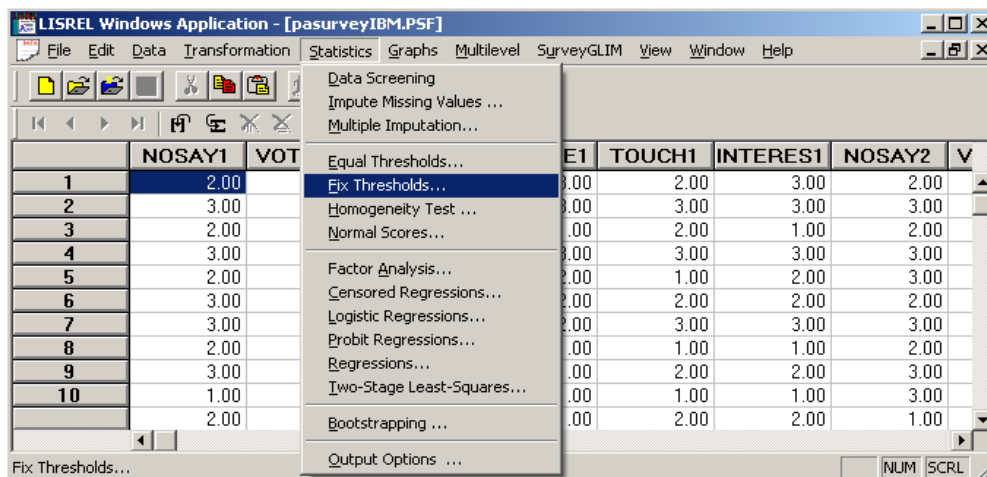 LISREL Windows Application - [pasurveyIBM.PSF]
File Edit Data Transformation Statistics Graphs Multilevel SurveyGLIM View Window Help
Data Screening
Impute Missing Values ...
Multiple Imputation...
Equal Thresholds...
Fix Thresholds...
Homogeneity Test ...
Normal Scores...
Factor Analysis...
Censored Regressions...
Logistic Regressions...
Probit Regressions...
Regressions...
Two-Stage Least-Squares...
Bootstrapping ...
Output Options ...
NOSAY1 VOT E1 TOUCH1 INTERES1 NOSAY2 V
1 2.00 3.00 2.00 3.00 2.00
2 3.00 3.00 3.00 3.00 3.00
3 2.00 .00 2.00 1.00 2.00
4 3.00 3.00 3.00 3.00 3.00
5 2.00 2.00 1.00 2.00 3.00
6 3.00 2.00 2.00 2.00 2.00
7 3.00 2.00 3.00 3.00 3.00
8 2.00 .00 1.00 1.00 2.00
9 3.00 .00 2.00 2.00 3.00
10 1.00 .00 1.00 1.00 3.00
2.00 .00 2.00 2.00 1.00
Fix Thresholds... NUM SCRL